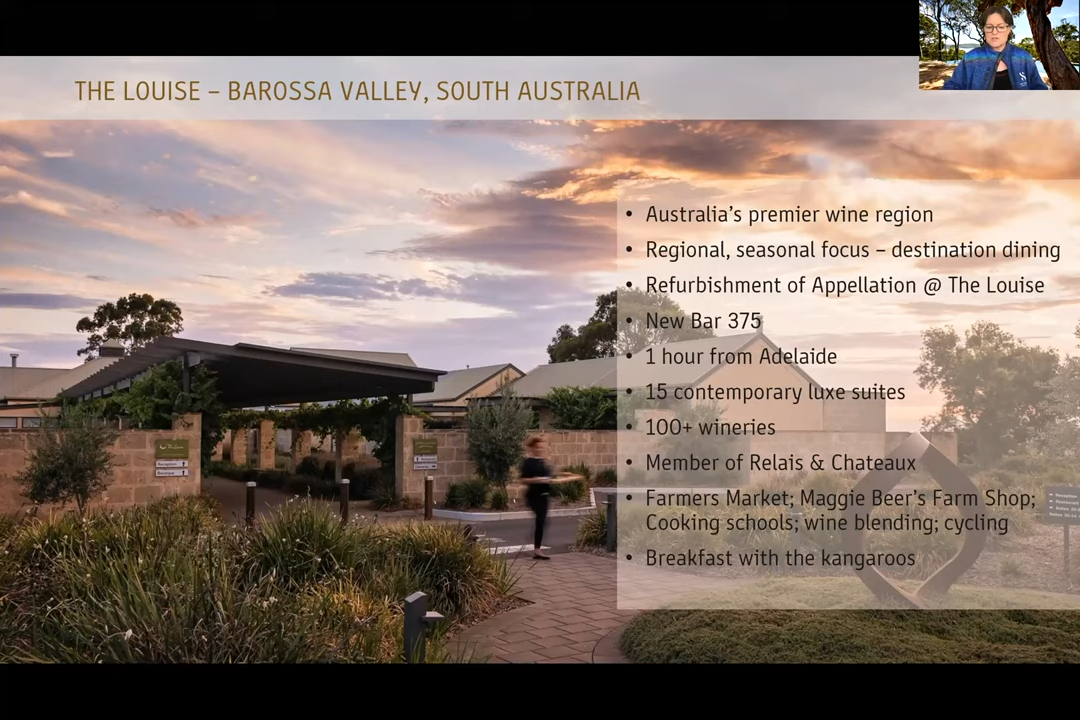 THE LOUISE – BAROSSA VALLEY, SOUTH AUSTRALIA
• Australia's premier wine region
• Regional, seasonal focus – destination dining
• Refurbishment of Appellation @ The Louise
• New Bar 375
• 1 hour from Adelaide
• 15 contemporary luxe suites
• 100+ wineries
• Member of Relais & Chateaux
• Farmers Market; Maggie Beer's Farm Shop;
Cooking schools; wine blending; cycling
• Breakfast with the kangaroos
Reception